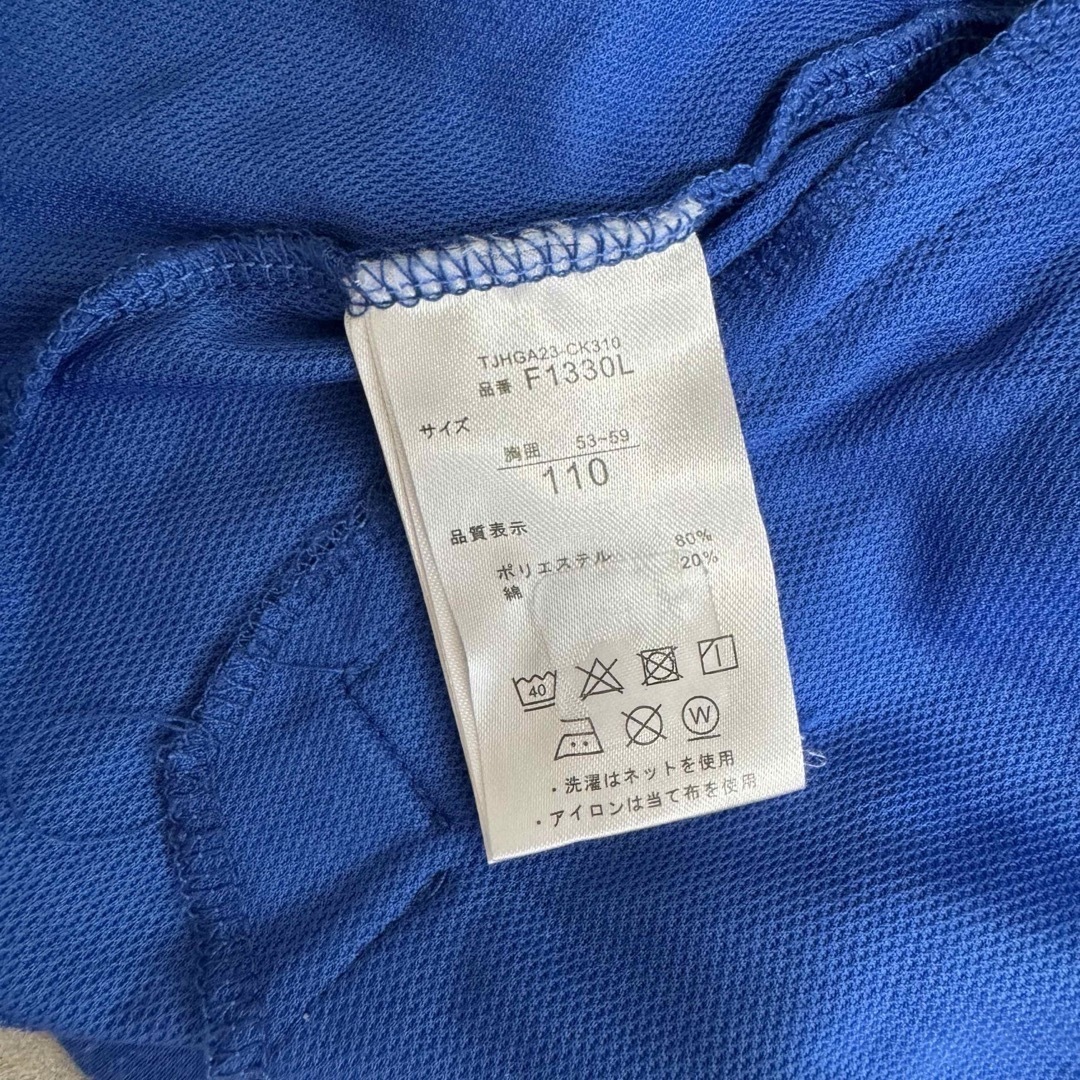 TJHGA23-CK310
品番 F1330L
サイズ
胸囲 53~59
110
品質表示
ポリエステル 80%
綿 20%
40
W
・洗濯はネットを使用
・アイロンは当て布を使用